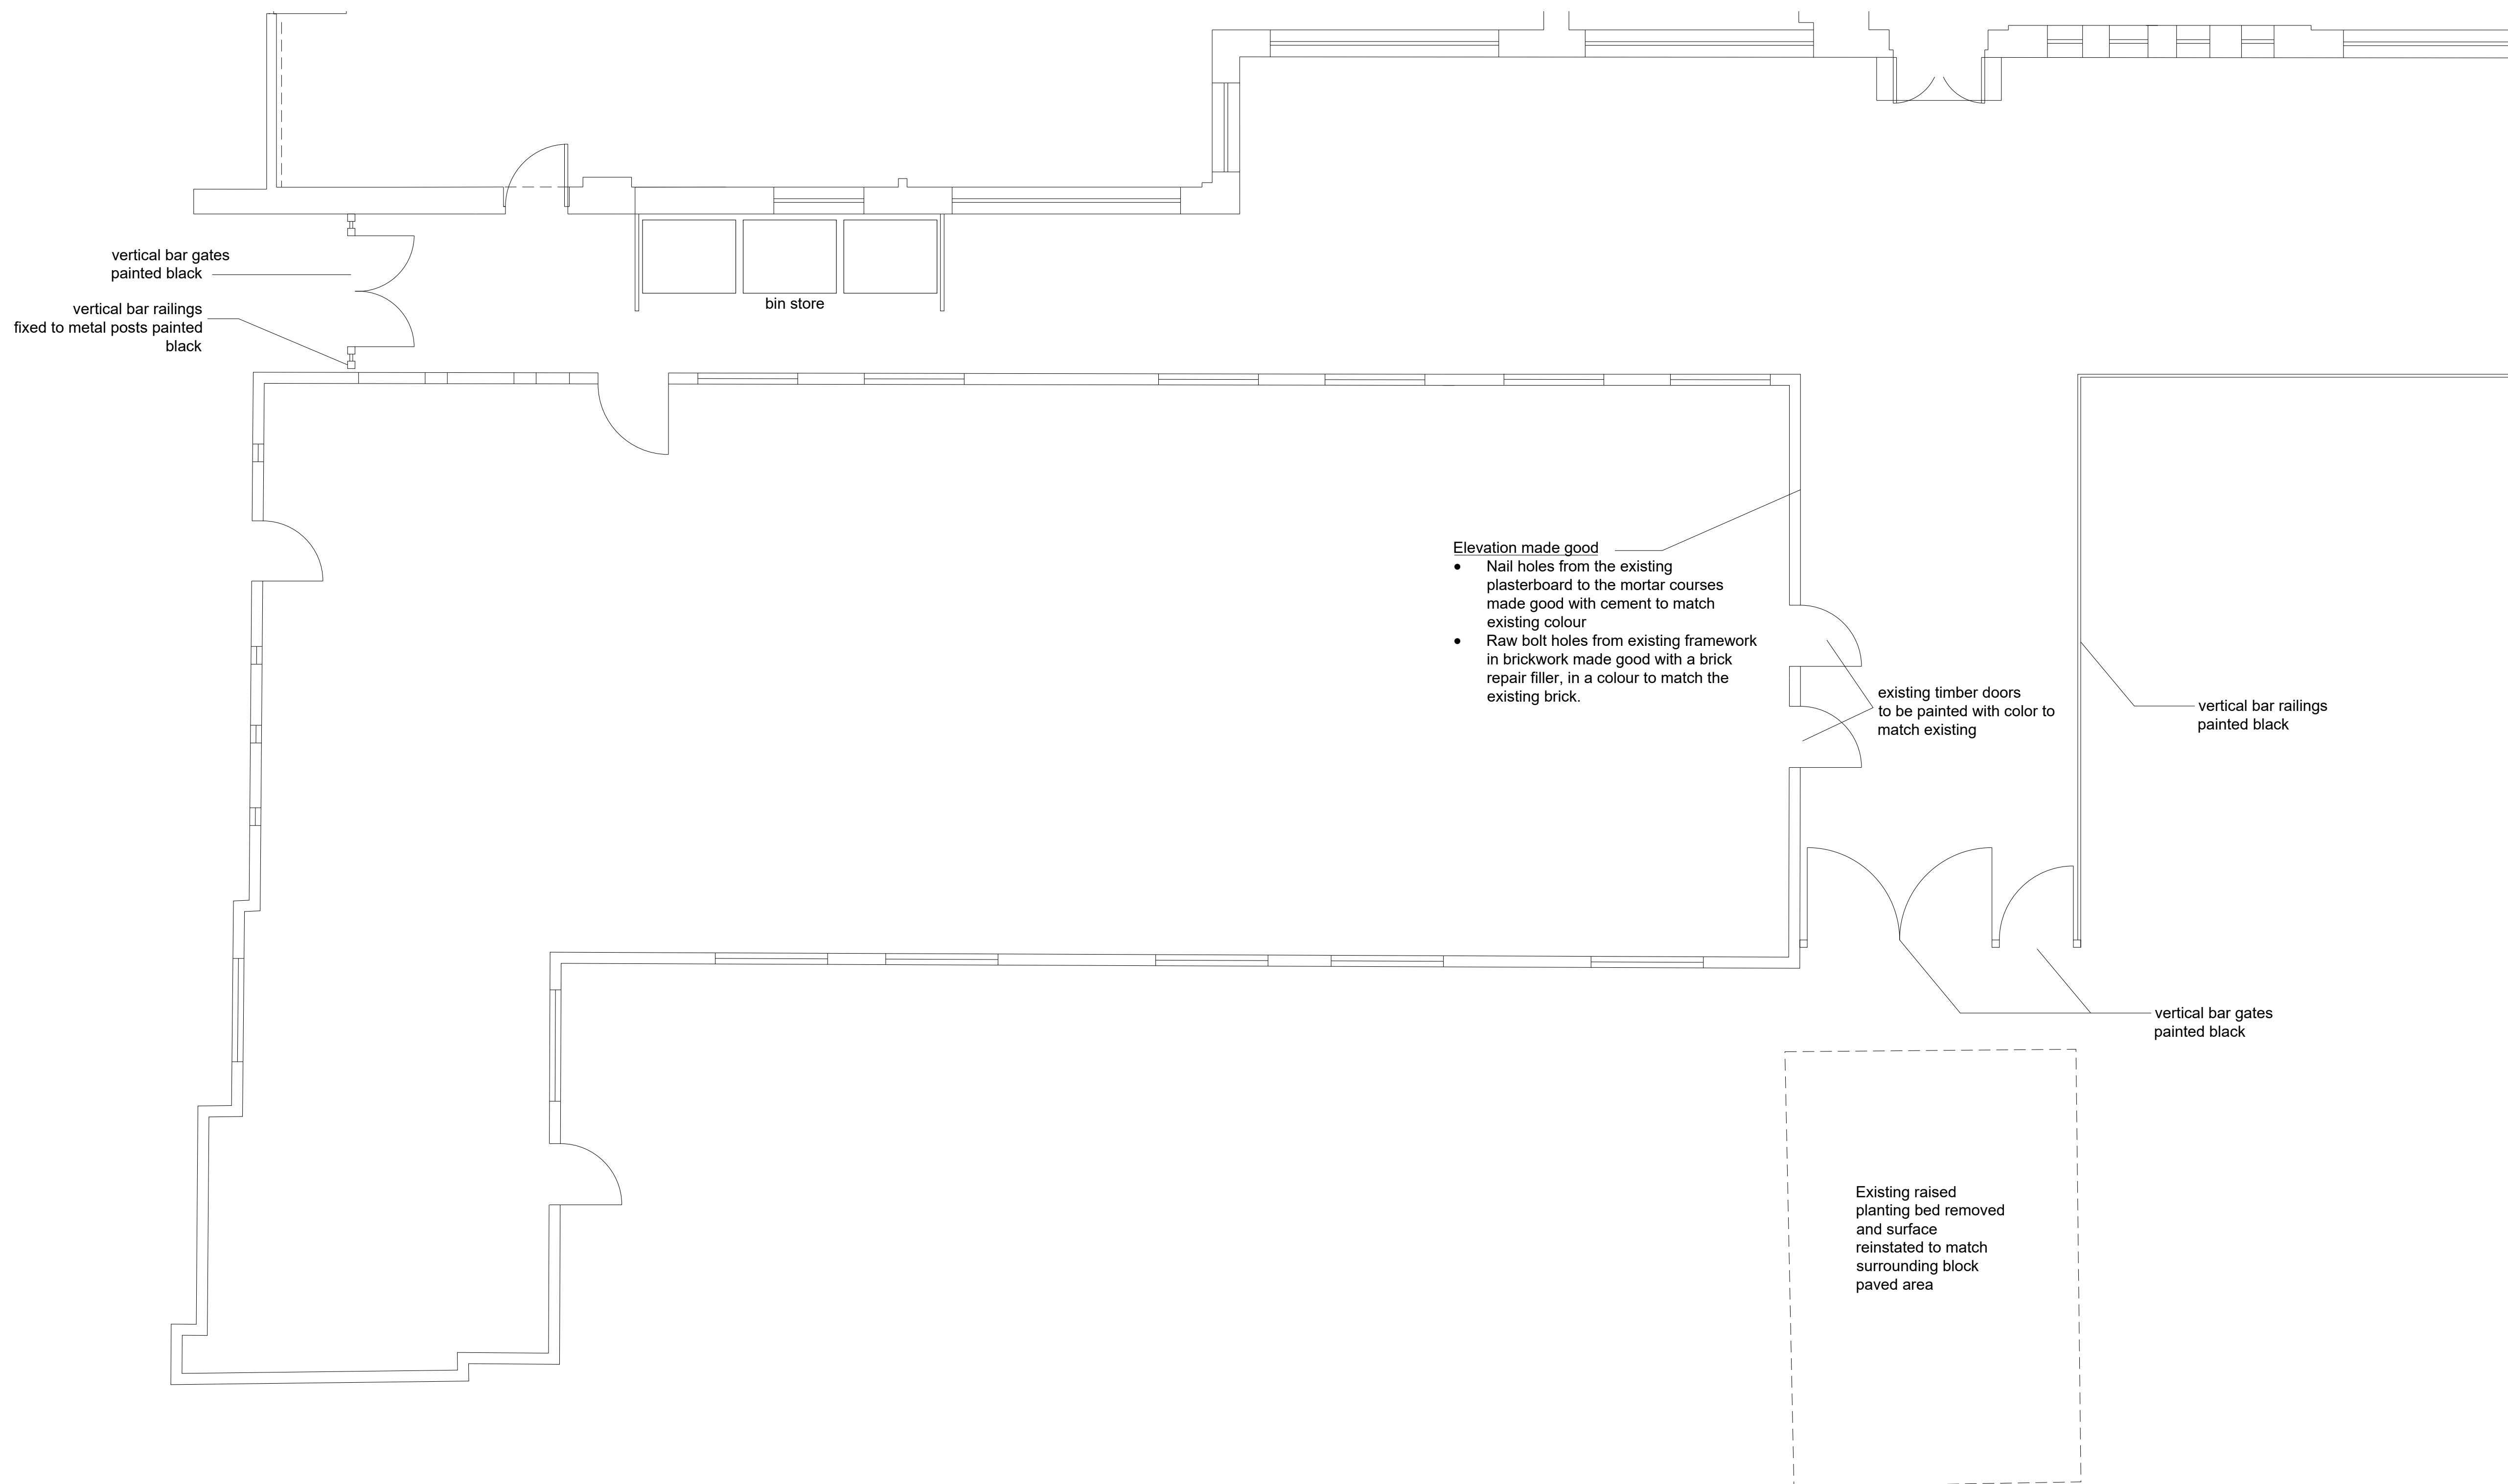 vertical bar gates
painted black
vertical bar railings
fixed to metal posts painted
black
bin store
Elevation made good
● Nail holes from the existing
plasterboard to the mortar courses
made good with cement to match
existing colour
● Raw bolt holes from existing framework
in brickwork made good with a brick
repair filler, in a colour to match the
existing brick.
existing timber doors
to be painted with color to
match existing
vertical bar railings
painted black
vertical bar gates
painted black
Existing raised
planting bed removed
and surface
reinstated to match
surrounding block
paved area